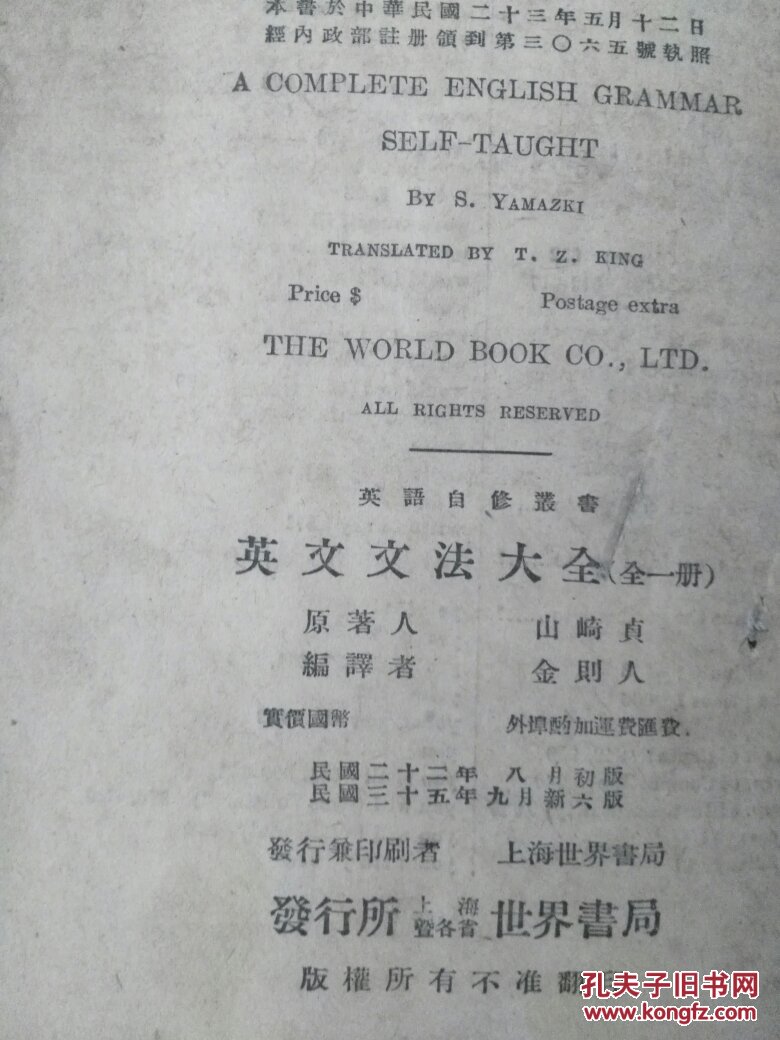 本書於中華民國二十三年五月十二日
經內政部註册領到第三〇六五號執照
A COMPLETE ENGLISH GRAMMAR
SELF-TAUGHT
BY S. YAMAZKI
TRANSLATED BY T. Z. KING
Price $ Postage extra
THE WORLD BOOK CO., LTD.
ALL RIGHTS RESERVED
英語自修叢書
英文文法大全(全一册)
原著人 山崎貞
編譯者 金則人
實價國幣 外埠酌加運費匯費
民國二十二年 八月初版
民國三十五年九月新六版
發行兼印刷者 上海世界書局
發行所 上海暨各省 世界書局
版權所有不准翻
孔夫子旧书网
www.kongfz.com